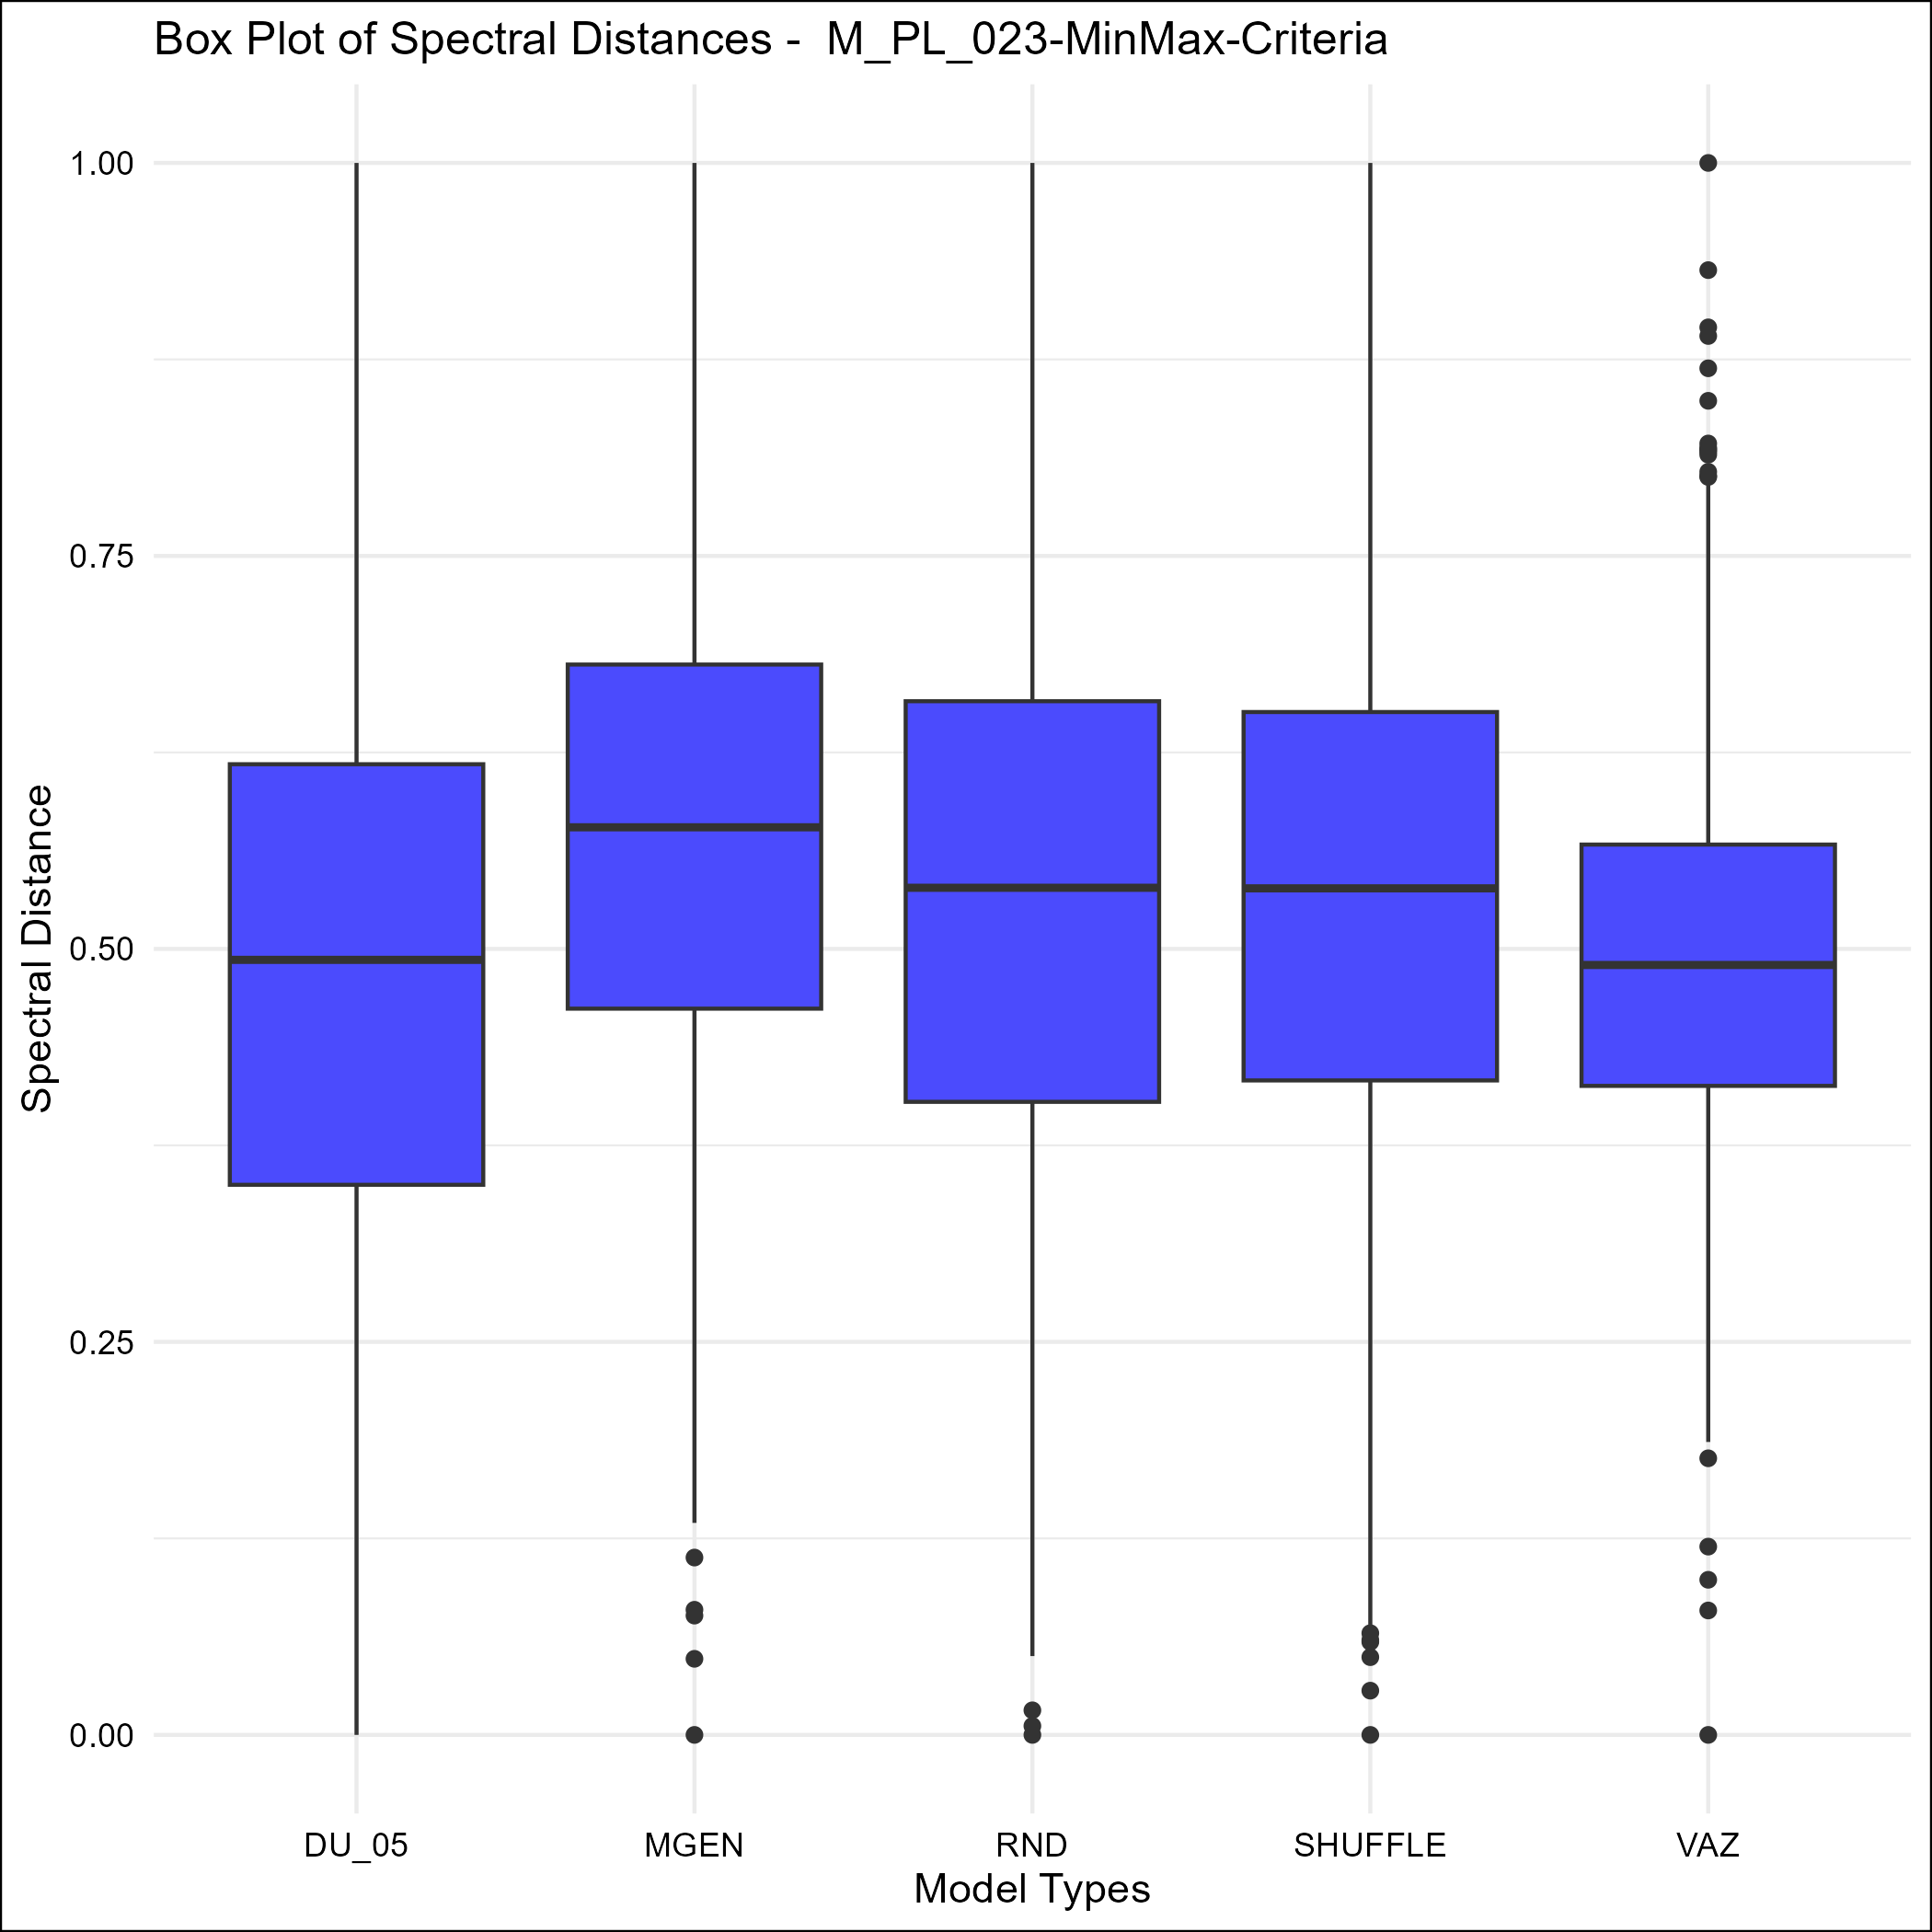 Box Plot of Spectral Distances -  M_PL_023-MinMax-Criteria
Spectral Distance
1.00
0.75
0.50
0.25
0.00
DU_05 MGEN RND SHUFFLE VAZ
Model Types